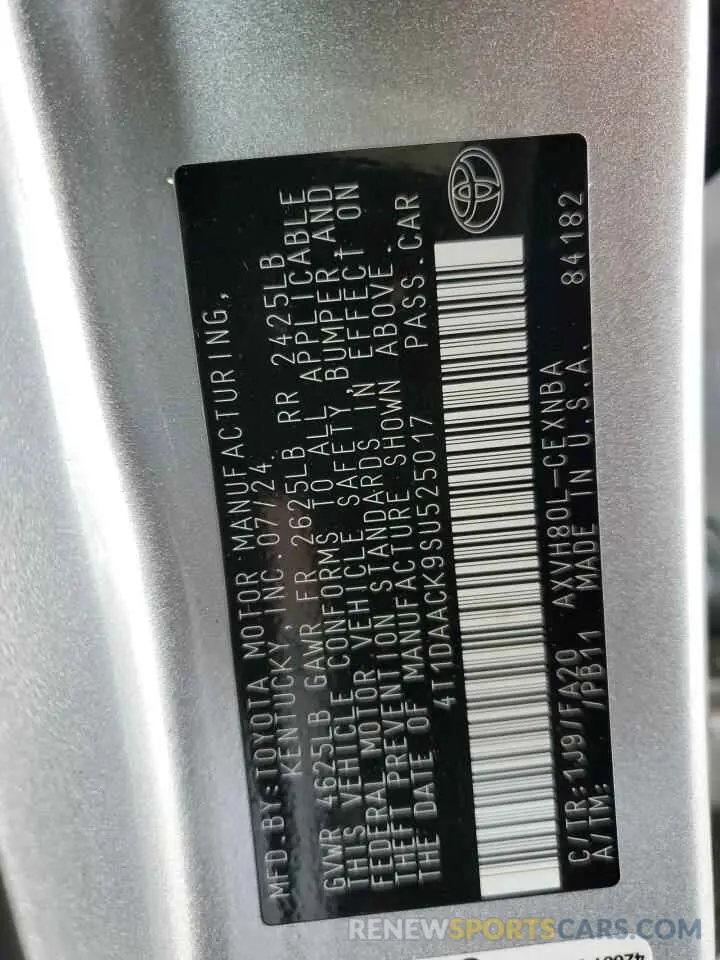 MFD BY:TOYOTA MOTOR MANUFACTURING,
KENTUCKY, INC. 07/24
GVWR 4625LB GAWR FR 2625LB RR 2425LB
THIS VEHICLE CONFORMS TO ALL APPLICABLE
FEDERAL MOTOR VEHICLE SAFETY, BUMPER, AND
THEFT PREVENTION STANDARDS IN EFFECT ON
THE DATE OF MANUFACTURE SHOWN ABOVE.
4T1DAACK9SU525017 PASS.CAR
C/TR:1J9/FA20 AXVH80L-CEXNBA 84182
A/TM: /PB11 MADE IN U.S.A.
RENEWSPORTSCARS.COM